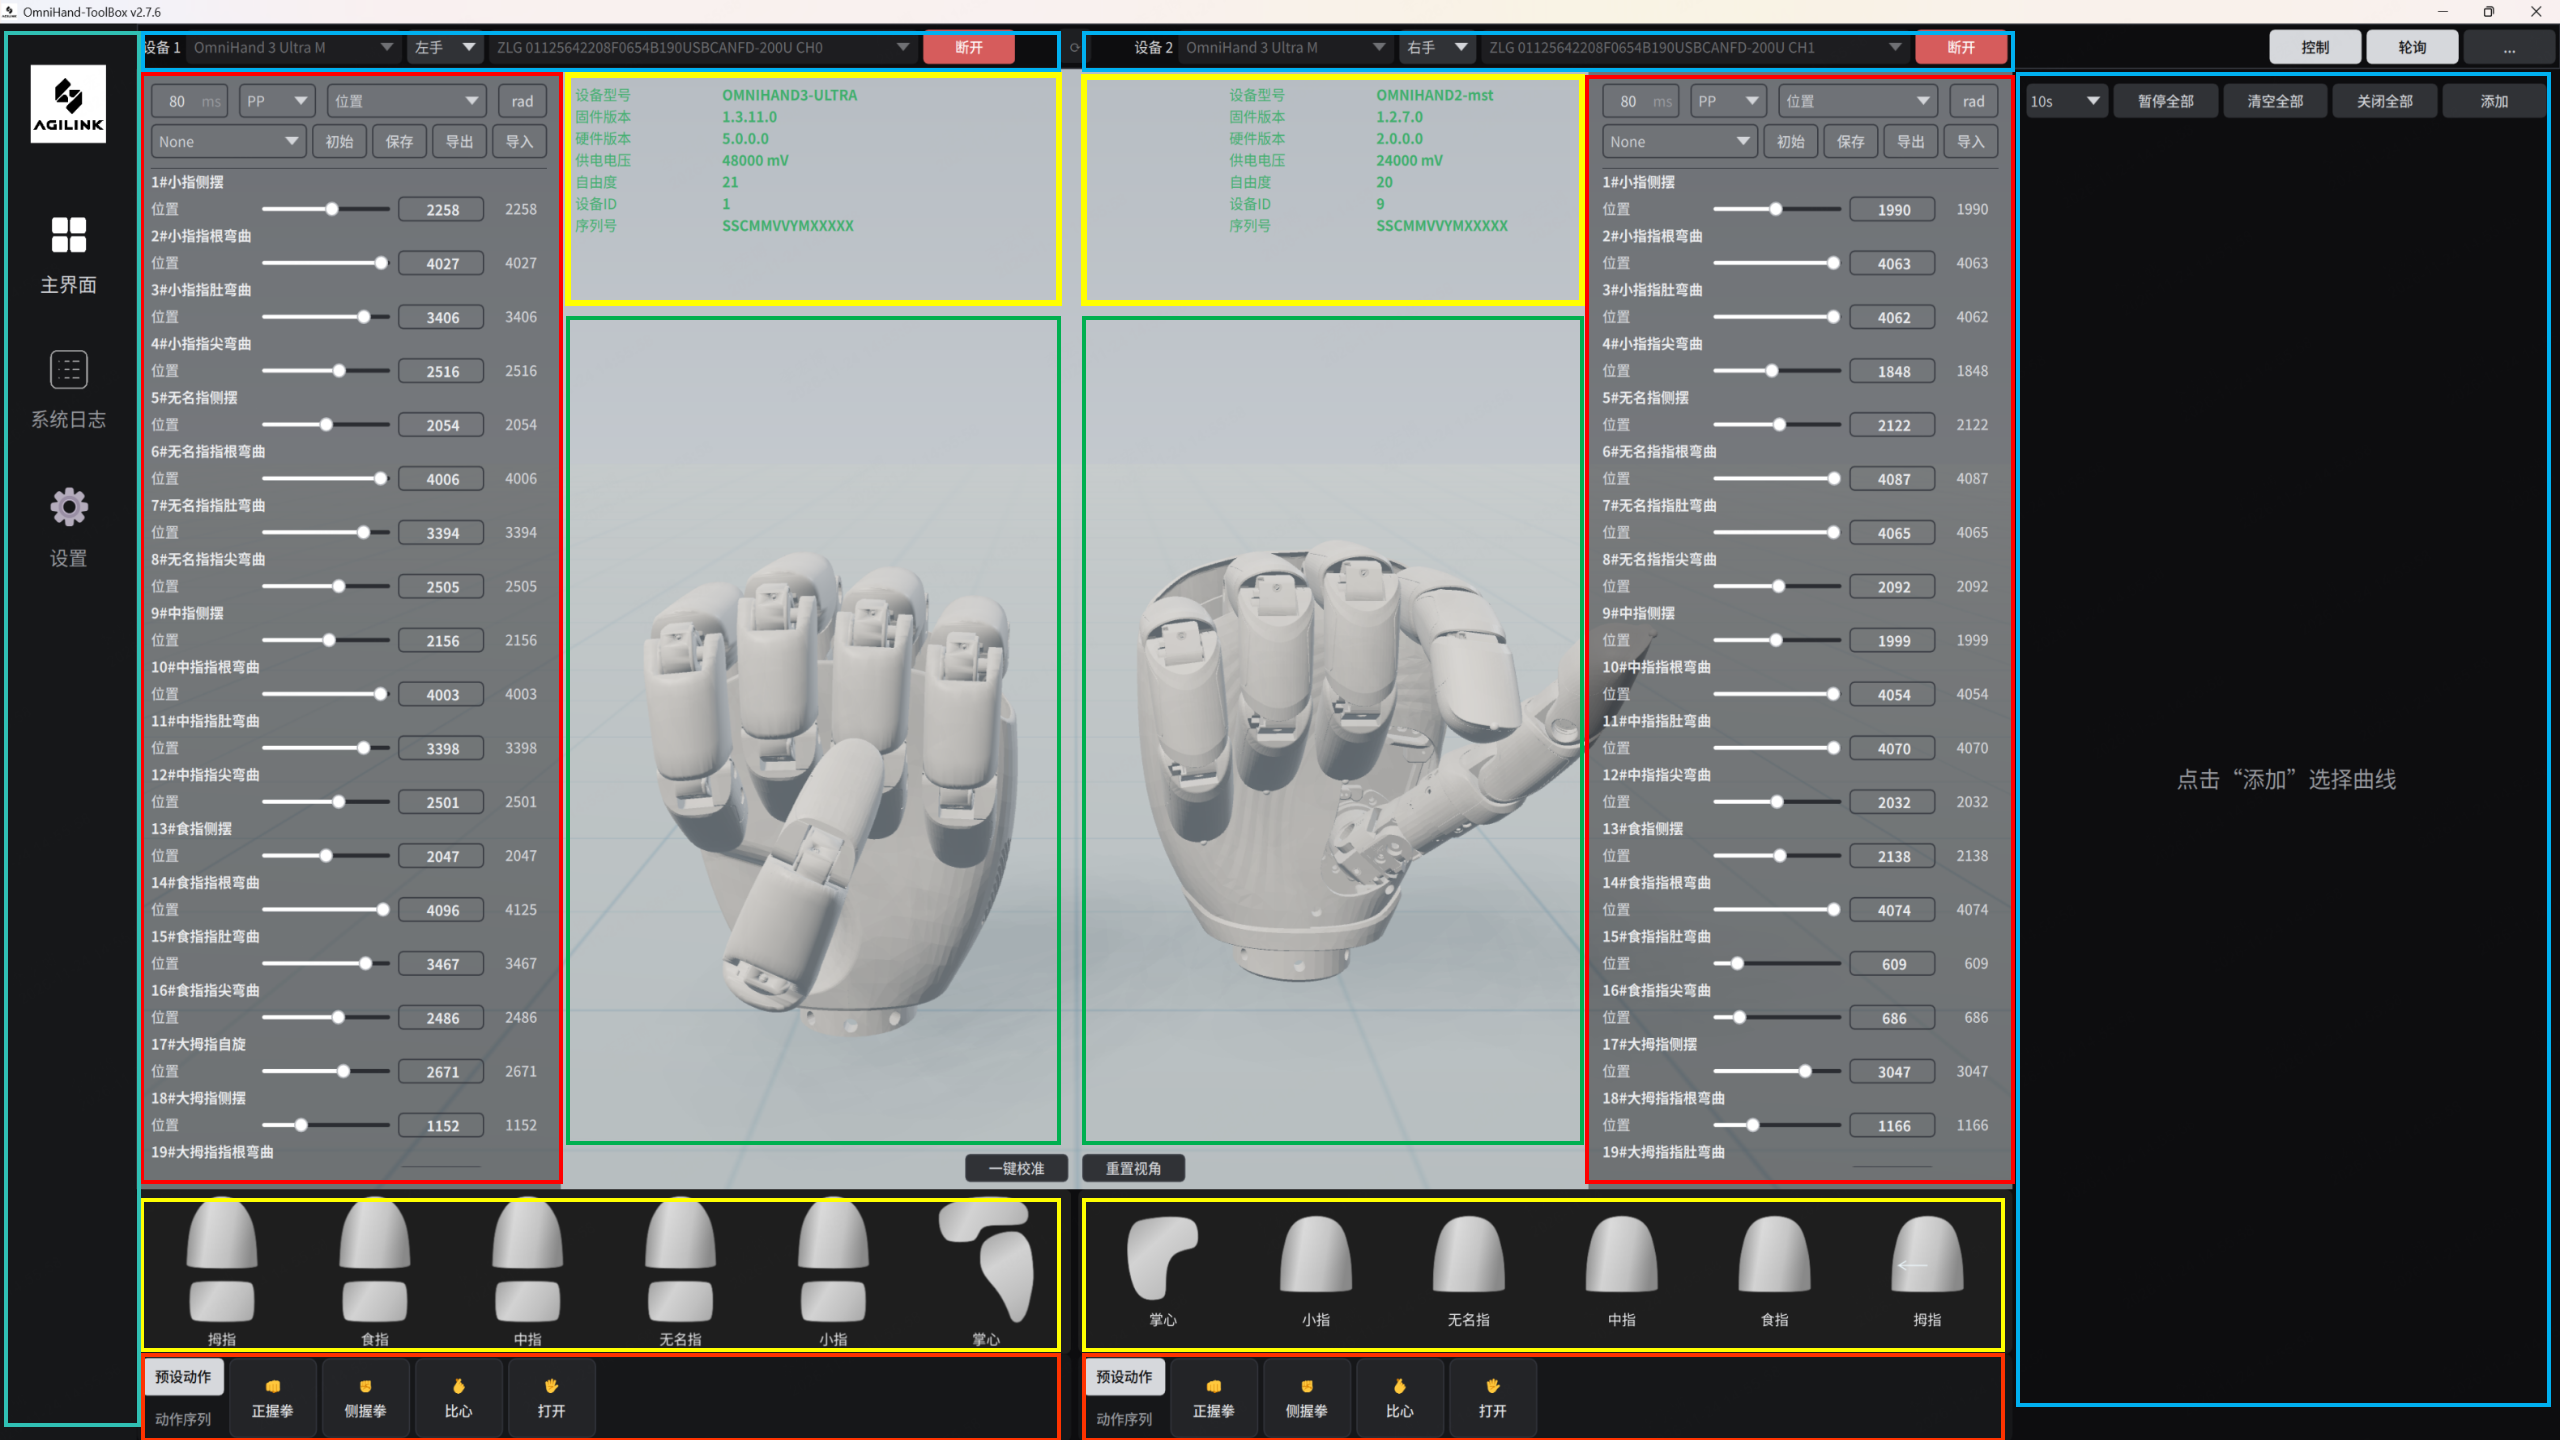 OmniHand-ToolBox v2.7.6
AGILINK
主界面
系统日志
设置
设备 1 OmniHand 3 Ultra M 左手 ZLG 01125642208F0654B190USBCANFD-200U CH0 断开
设备 2 OmniHand 3 Ultra M 右手 ZLG 01125642208F0654B190USBCANFD-200U CH1 断开
控制 轮询 ...
80 ms PP 位置 rad
None 初始 保存 导出 导入
1#小指侧摆
位置 2258 2258
2#小指指根弯曲
位置 4027 4027
3#小指指肚弯曲
位置 3406 3406
4#小指指尖弯曲
位置 2516 2516
5#无名指侧摆
位置 2054 2054
6#无名指指根弯曲
位置 4006 4006
7#无名指指肚弯曲
位置 3394 3394
8#无名指指尖弯曲
位置 2505 2505
9#中指侧摆
位置 2156 2156
10#中指指根弯曲
位置 4003 4003
11#中指指肚弯曲
位置 3398 3398
12#中指指尖弯曲
位置 2501 2501
13#食指侧摆
位置 2047 2047
14#食指指根弯曲
位置 4096 4125
15#食指指肚弯曲
位置 3467 3467
16#食指指尖弯曲
位置 2486 2486
17#大拇指自旋
位置 2671 2671
18#大拇指侧摆
位置 1152 1152
19#大拇指指根弯曲
设备型号 OMNIHAND3-ULTRA
固件版本 1.3.11.0
硬件版本 5.0.0.0
供电电压 48000 mV
自由度 21
设备ID 1
序列号 SSCMMVVYMXXXXX
设备型号 OMNIHAND2-mst
固件版本 1.2.7.0
硬件版本 2.0.0.0
供电电压 24000 mV
自由度 20
设备ID 9
序列号 SSCMMVVYMXXXXX
一键校准 重置视角
80 ms PP 位置 rad
None 初始 保存 导出 导入
1#小指侧摆
位置 1990 1990
2#小指指根弯曲
位置 4063 4063
3#小指指肚弯曲
位置 4062 4062
4#小指指尖弯曲
位置 1848 1848
5#无名指侧摆
位置 2122 2122
6#无名指指根弯曲
位置 4087 4087
7#无名指指肚弯曲
位置 4065 4065
8#无名指指尖弯曲
位置 2092 2092
9#中指侧摆
位置 1999 1999
10#中指指根弯曲
位置 4054 4054
11#中指指肚弯曲
位置 4070 4070
12#中指指尖弯曲
位置 2032 2032
13#食指侧摆
位置 2138 2138
14#食指指根弯曲
位置 4074 4074
15#食指指肚弯曲
位置 609 609
16#食指指尖弯曲
位置 686 686
17#大拇指侧摆
位置 3047 3047
18#大拇指指根弯曲
位置 1166 1166
19#大拇指指肚弯曲
10s 暂停全部 清空全部 关闭全部 添加
点击“添加”选择曲线
拇指 食指 中指 无名指 小指 掌心
掌心 小指 无名指 中指 食指 拇指
预设动作
动作序列
正握拳 侧握拳 比心 打开
预设动作
动作序列
正握拳 侧握拳 比心 打开